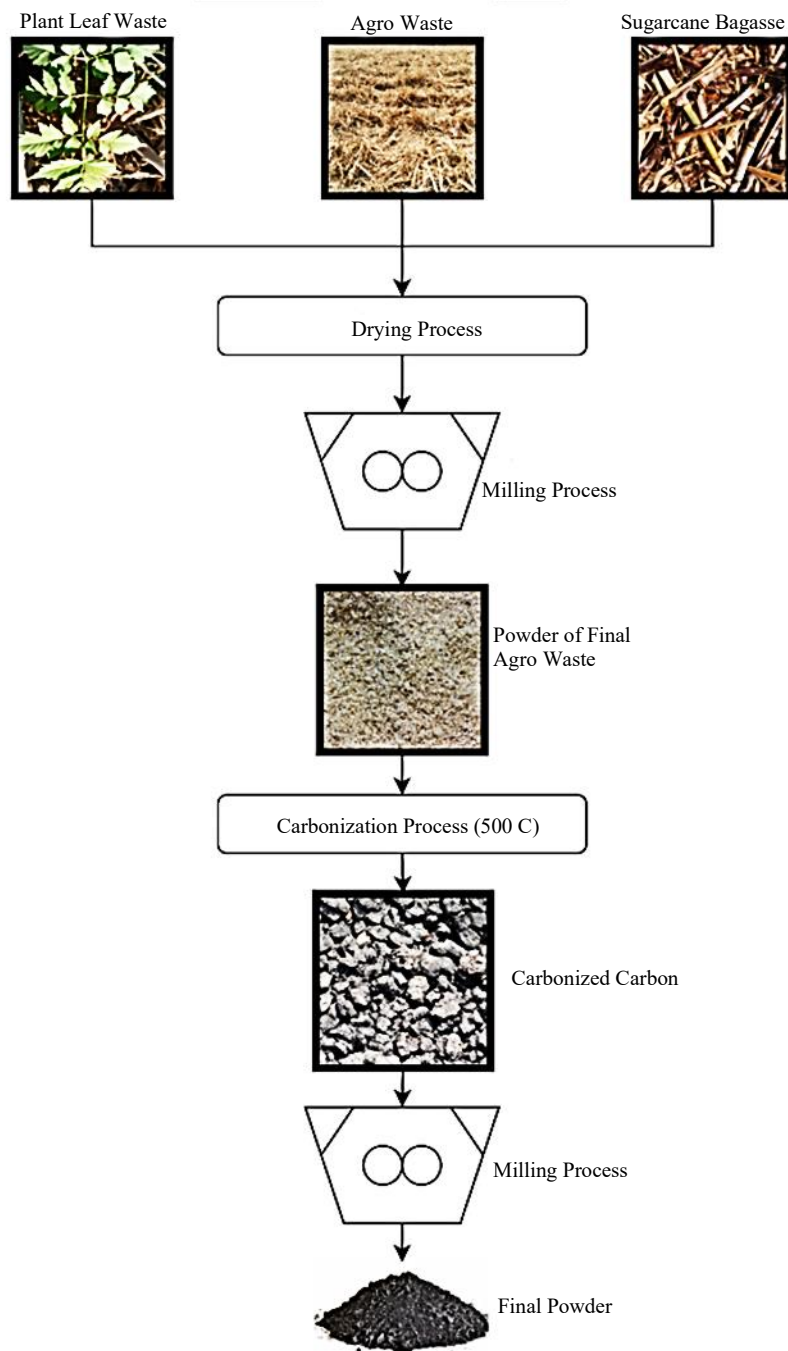 Plant Leaf Waste
Agro Waste
Sugarcane Bagasse
Drying Process
Milling Process
Powder of Final
Agro Waste
Carbonization Process (500 C)
Carbonized Carbon
Milling Process
Final Powder